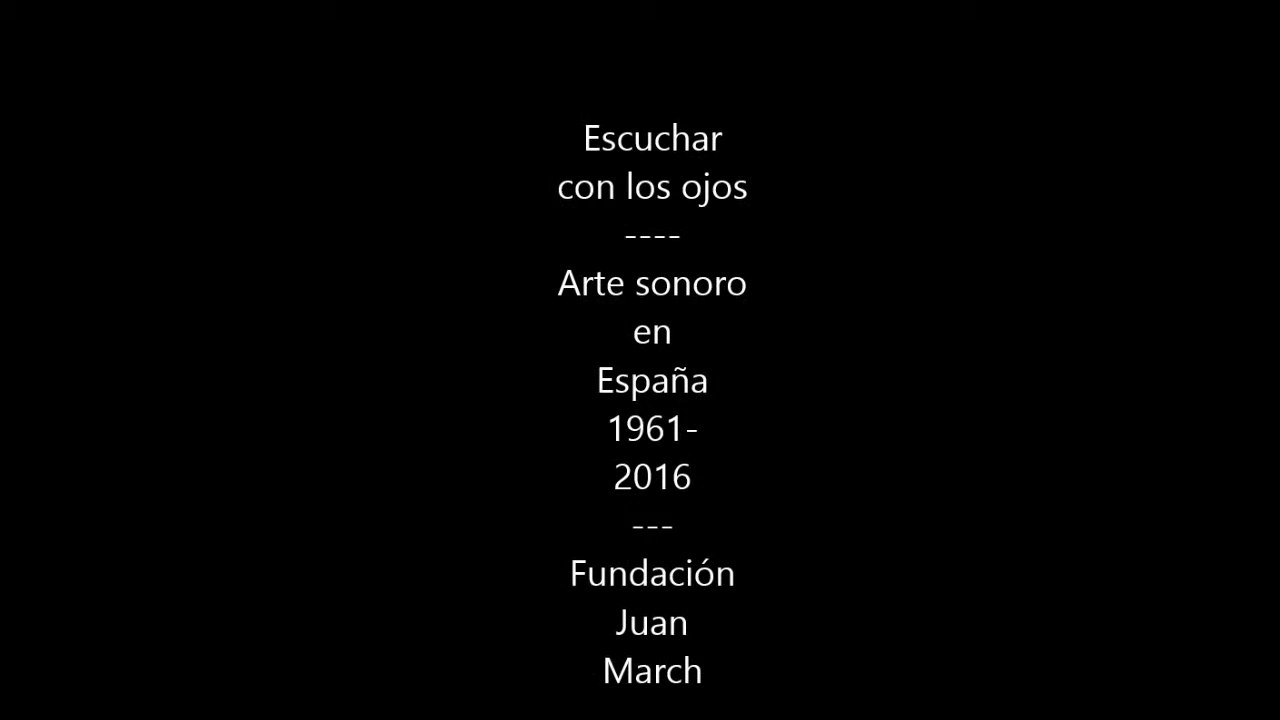 Escuchar
con los ojos
----
Arte sonoro
en
España
1961-
2016
---
Fundación
Juan
March